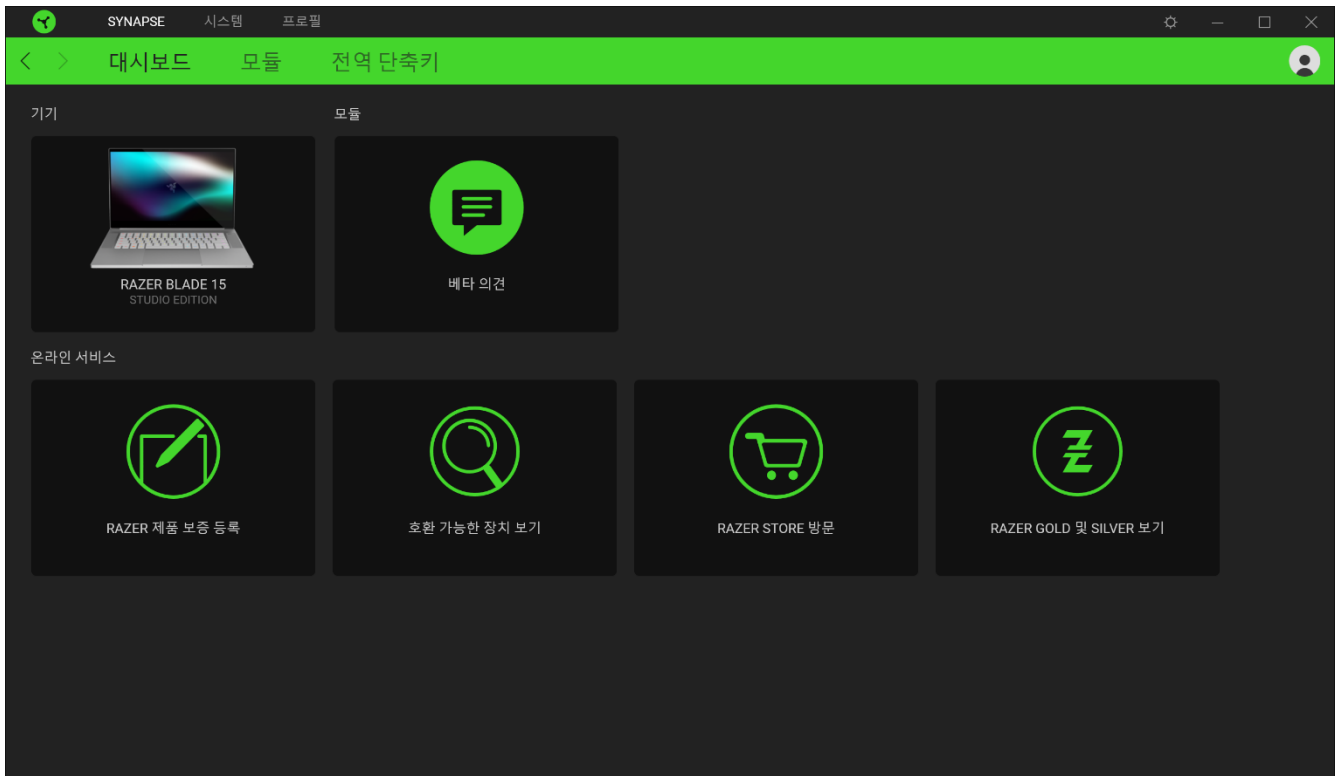 SYNAPSE 시스템 프로필
대시보드 모듈 전역 단축키
기기
모듈
RAZER BLADE 15
STUDIO EDITION
베타 의견
온라인 서비스
RAZER 제품 보증 등록
호환 가능한 장치 보기
RAZER STORE 방문
RAZER GOLD 및 SILVER 보기